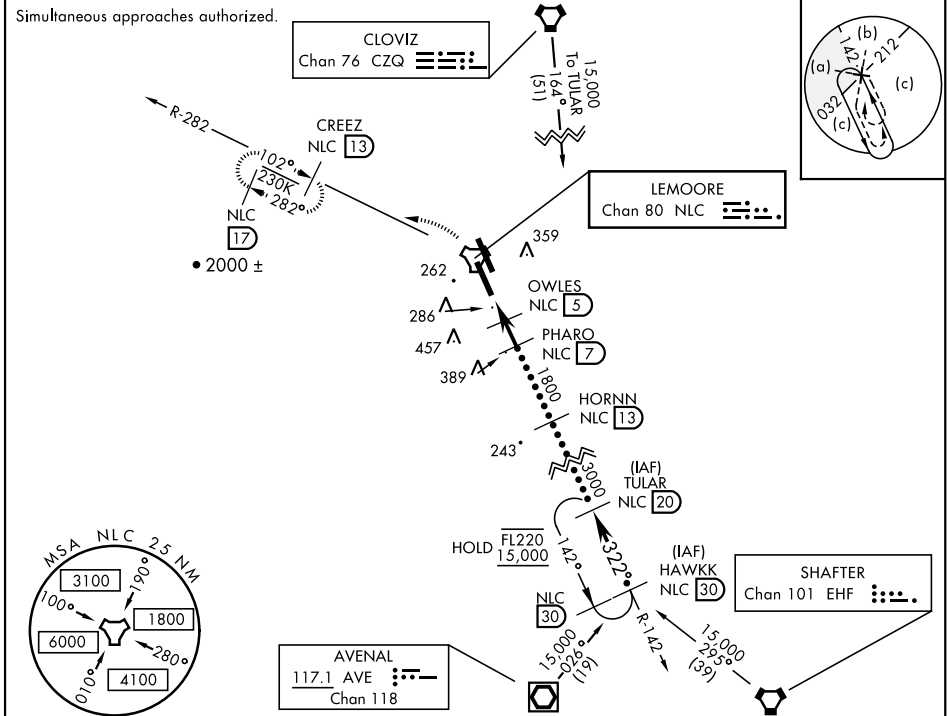 Simultaneous approaches authorized.
CLOVIZ
Chan 76 CZQ
15,000
To TULAR
164°
(51)
(b)
142°
212
(a)
(c)
032
(c)
R-282
CREEZ
NLC 13
102°
230K
282°
NLC
17
2000 ±
LEMOORE
Chan 80 NLC
359
262
OWLES
NLC 5
286
PHARO
NLC 7
457
389
1800
HORNN
NLC 13
243
3000
(IAF)
TULAR
NLC 20
HOLD FL220
15,000
142°
322°
(IAF)
HAWKK
NLC 30
NLC
30
R-142
SHAFTER
Chan 101 EHF
15,000
295°
(39)
15,000
026°
(19)
AVENAL
117.1 AVE
Chan 118
MSA NLC 25 NM
3100
190°
100°
1800
6000
280°
010°
4100